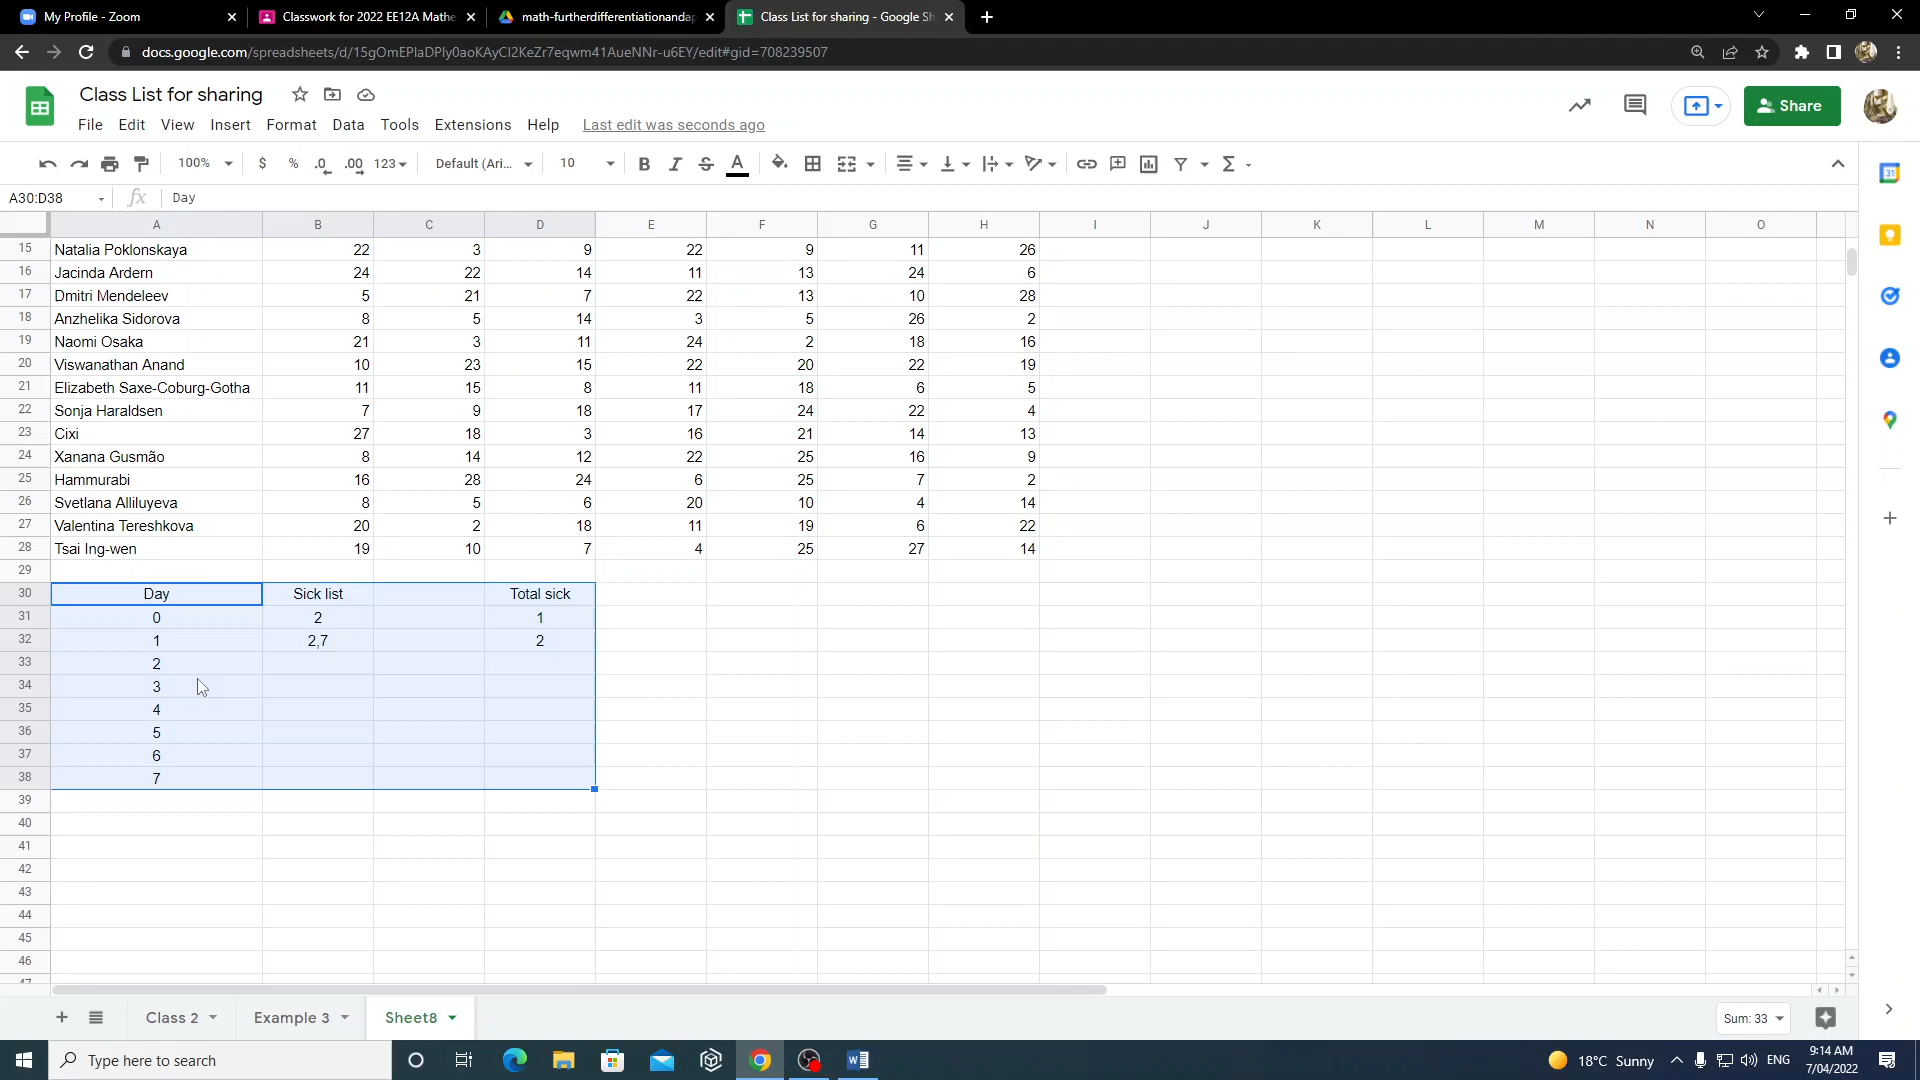 My Profile - Zoom
Classwork for 2022 EE12A Mathe
math-furtherdifferentiationandap
Class List for sharing - Google Sh
docs.google.com/spreadsheets/d/15gOmEPlaDPly0aoKAyCl2KeZr7eqwm41AueNNr-u6EY/edit#gid=708239507
Class List for sharing
Share
File Edit View Insert Format Data Tools Extensions Help Last edit was seconds ago
100% $ % .0 .00 123 Default (Ari... 10 B I S A
A30:D38 fx Day
A B C D E F G H I J K L M N O
15 Natalia Poklonskaya 22 3 9 22 9 11 26
16 Jacinda Ardern 24 22 14 11 13 24 6
17 Dmitri Mendeleev 5 21 7 22 13 10 28
18 Anzhelika Sidorova 8 5 14 3 5 26 2
19 Naomi Osaka 21 3 11 24 2 18 16
20 Viswanathan Anand 10 23 15 22 20 22 19
21 Elizabeth Saxe-Coburg-Gotha 11 15 8 11 18 6 5
22 Sonja Haraldsen 7 9 18 17 24 22 4
23 Cixi 27 18 3 16 21 14 13
24 Xanana Gusmão 8 14 12 22 25 16 9
25 Hammurabi 16 28 24 6 25 7 2
26 Svetlana Alliluyeva 8 5 6 20 10 4 14
27 Valentina Tereshkova 20 2 18 11 19 6 22
28 Tsai Ing-wen 19 10 7 4 25 27 14
29
30 Day Sick list Total sick
31 0 2 1
32 1 2,7 2
33 2
34 3
35 4
36 5
37 6
38 7
39
40
41
42
43
44
45
46
47
Class 2 Example 3 Sheet8 Sum: 33
Type here to search 18°C Sunny ENG 9:14 AM
7/04/2022